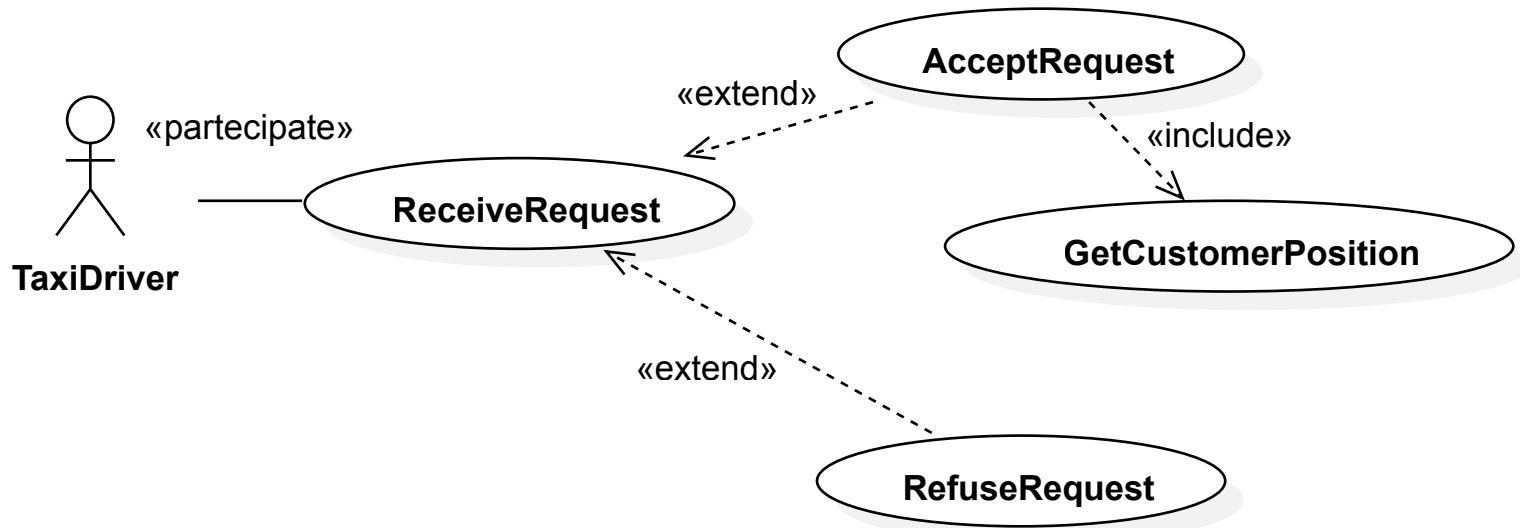 AcceptRequest
«extend»
«partecipate»
«include»
ReceiveRequest
GetCustomerPosition
TaxiDriver
«extend»
RefuseRequest